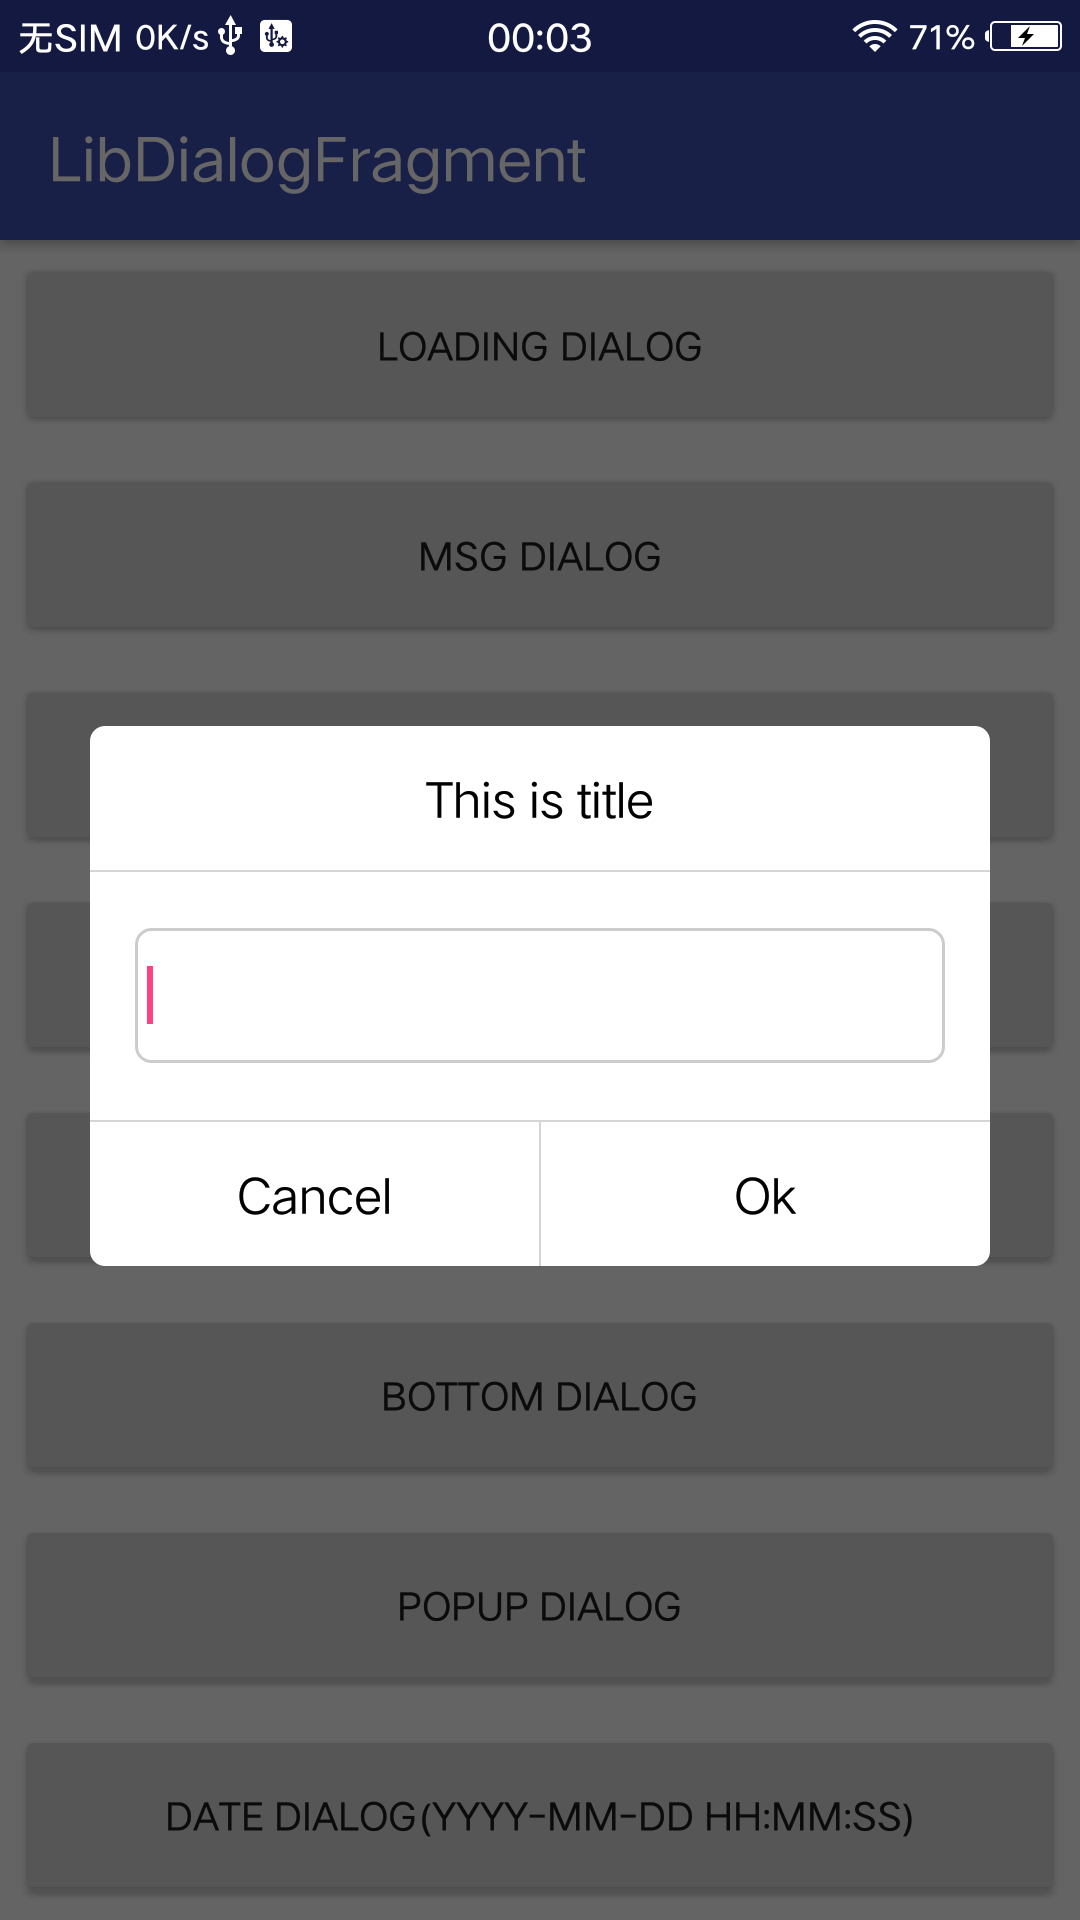 无SIM 0K/s 00:03 71%
LibDialogFragment
LOADING DIALOG
MSG DIALOG
This is title
Cancel Ok
BOTTOM DIALOG
POPUP DIALOG
DATE DIALOG(YYYY-MM-DD HH:MM:SS)